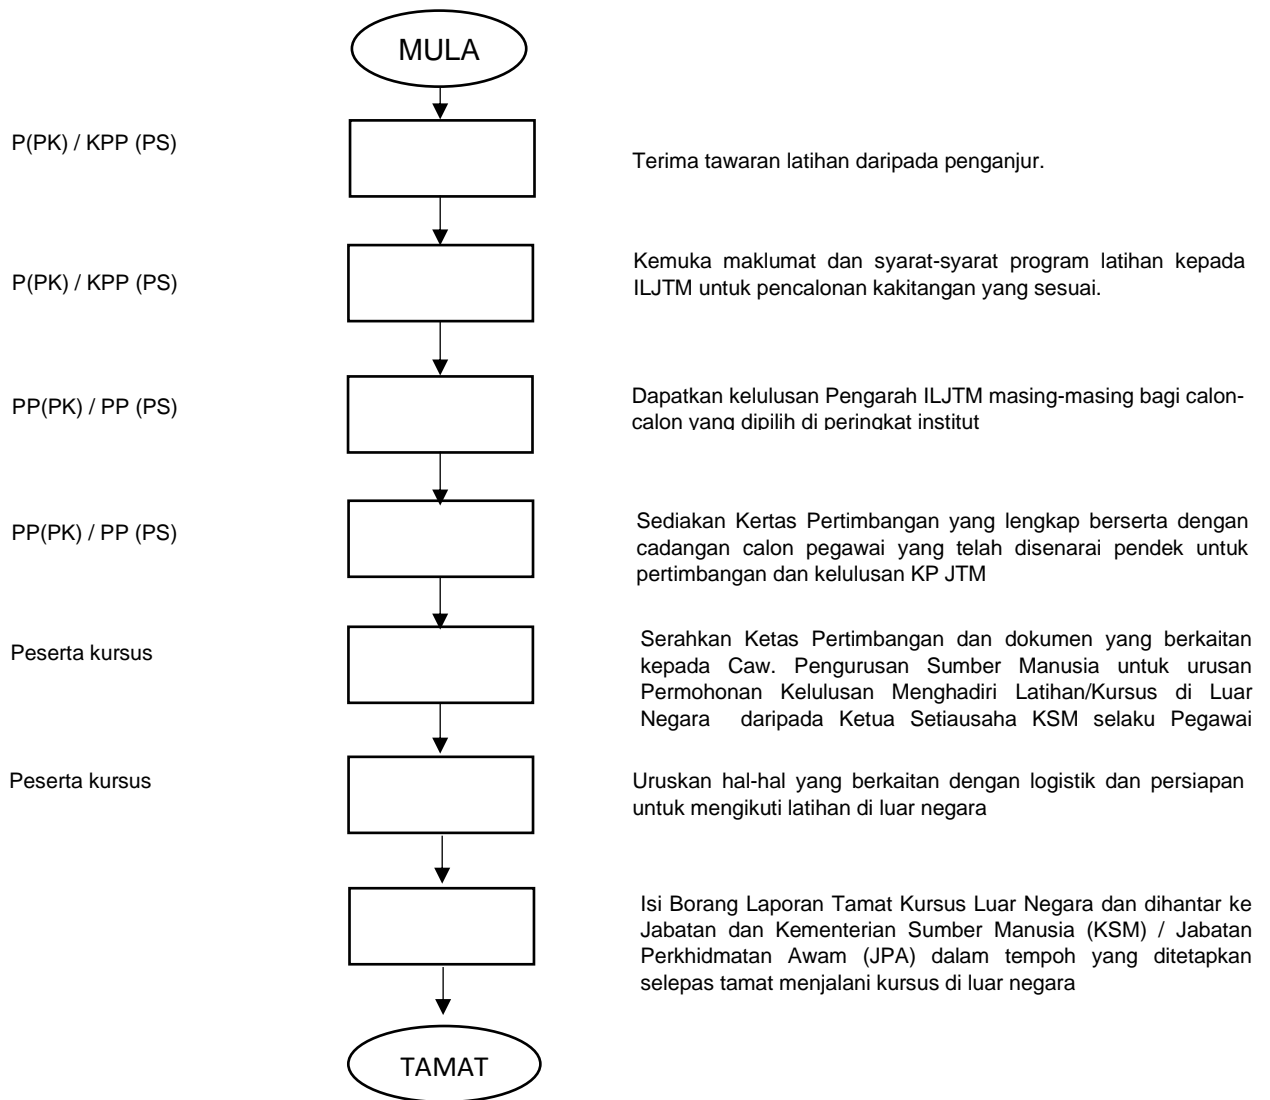 MULA
P(PK) / KPP (PS)
Terima tawaran latihan daripada penganjur.
P(PK) / KPP (PS)
Kemuka maklumat dan syarat-syarat program latihan kepada
ILJTM untuk pencalonan kakitangan yang sesuai.
PP(PK) / PP (PS)
Dapatkan kelulusan Pengarah ILJTM masing-masing bagi calon-
calon yang dipilih di peringkat institut
PP(PK) / PP (PS)
Sediakan Kertas Pertimbangan yang lengkap berserta dengan
cadangan calon pegawai yang telah disenarai pendek untuk
pertimbangan dan kelulusan KP JTM
Peserta kursus
Serahkan Ketas Pertimbangan dan dokumen yang berkaitan
kepada Caw. Pengurusan Sumber Manusia untuk urusan
Permohonan Kelulusan Menghadiri Latihan/Kursus di Luar
Negara daripada Ketua Setiausaha KSM selaku Pegawai
Peserta kursus
Uruskan hal-hal yang berkaitan dengan logistik dan persiapan
untuk mengikuti latihan di luar negara
Isi Borang Laporan Tamat Kursus Luar Negara dan dihantar ke
Jabatan dan Kementerian Sumber Manusia (KSM) / Jabatan
Perkhidmatan Awam (JPA) dalam tempoh yang ditetapkan
selepas tamat menjalani kursus di luar negara
TAMAT